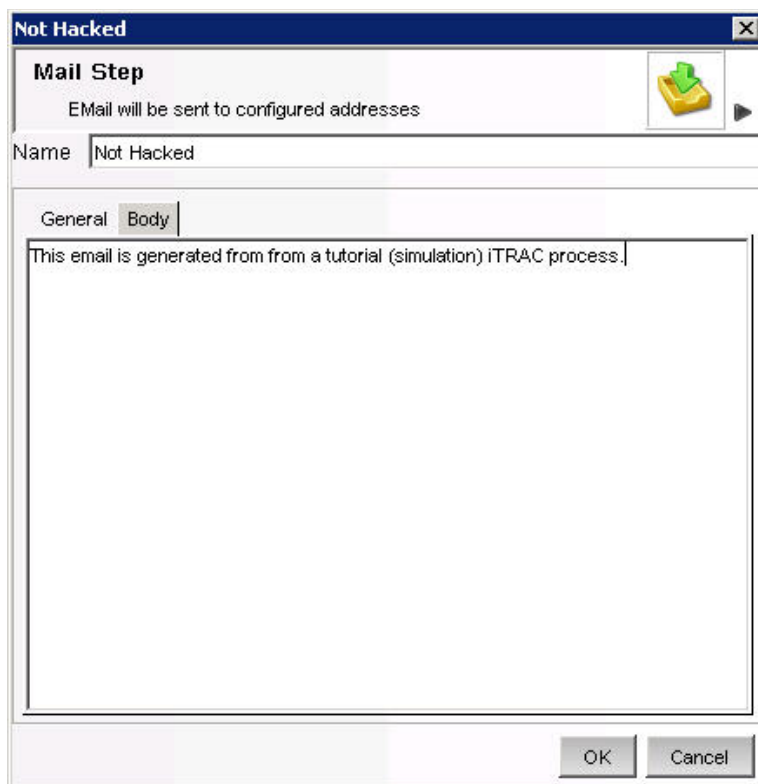 Not Hacked
Mail Step
EMail will be sent to configured addresses
Name Not Hacked
General Body
This email is generated from from a tutorial (simulation) iTRAC process.
OK Cancel